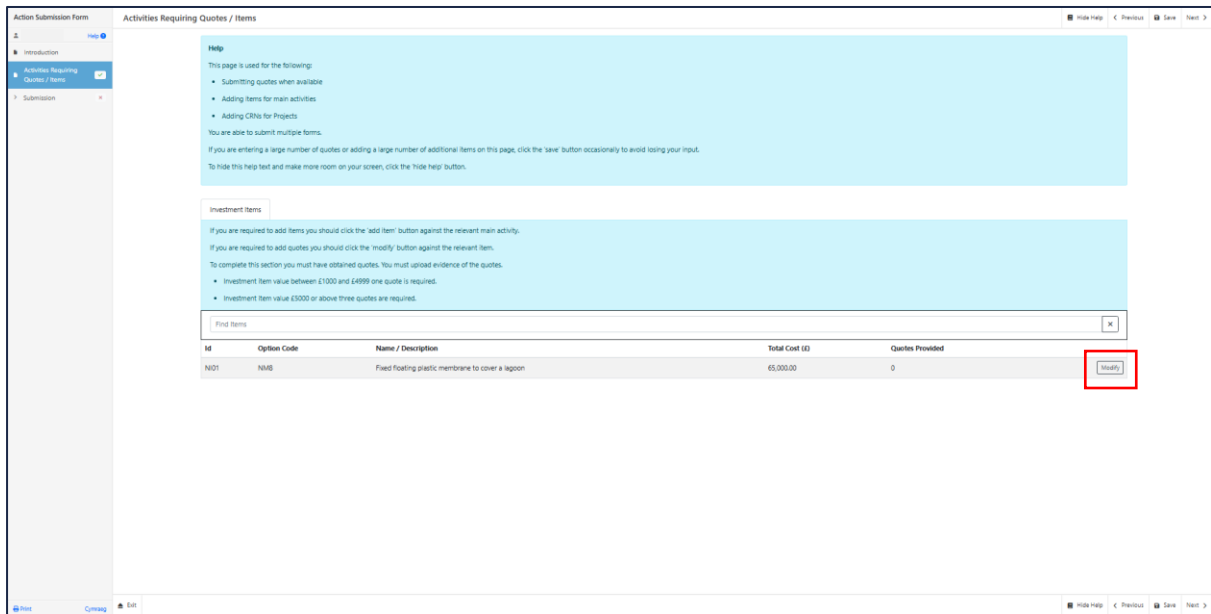 Action Submission Form
Activities Requiring Quotes / Items
Hide Help < Previous Save Next >
Help
Introduction
Activities Requiring
Quotes / Items
> Submission
Help
This page is used for the following:
• Submitting quotes when available
• Adding items for main activities
• Adding CRNs for Projects
You are able to submit multiple forms.
If you are entering a large number of quotes or adding a large number of additional items on this page, click the 'save' button occasionally to avoid losing your input.
To hide this help text and make more room on your screen, click the 'hide help' button.
Investment Items
If you are required to add items you should click the 'add item' button against the relevant main activity.
If you are required to add quotes you should click the 'modify' button against the relevant item.
To complete this section you must have obtained quotes. You must upload evidence of the quotes.
• Investment item value between £1000 and £4999 one quote is required.
• Investment item value £5000 or above three quotes are required.
Find Items
Id Option Code Name / Description Total Cost (£) Quotes Provided
NI01 NM8 Fixed floating plastic membrane to cover a lagoon 65,000.00 0 Modify
Print Cymraeg Exit Hide Help < Previous Save Next >